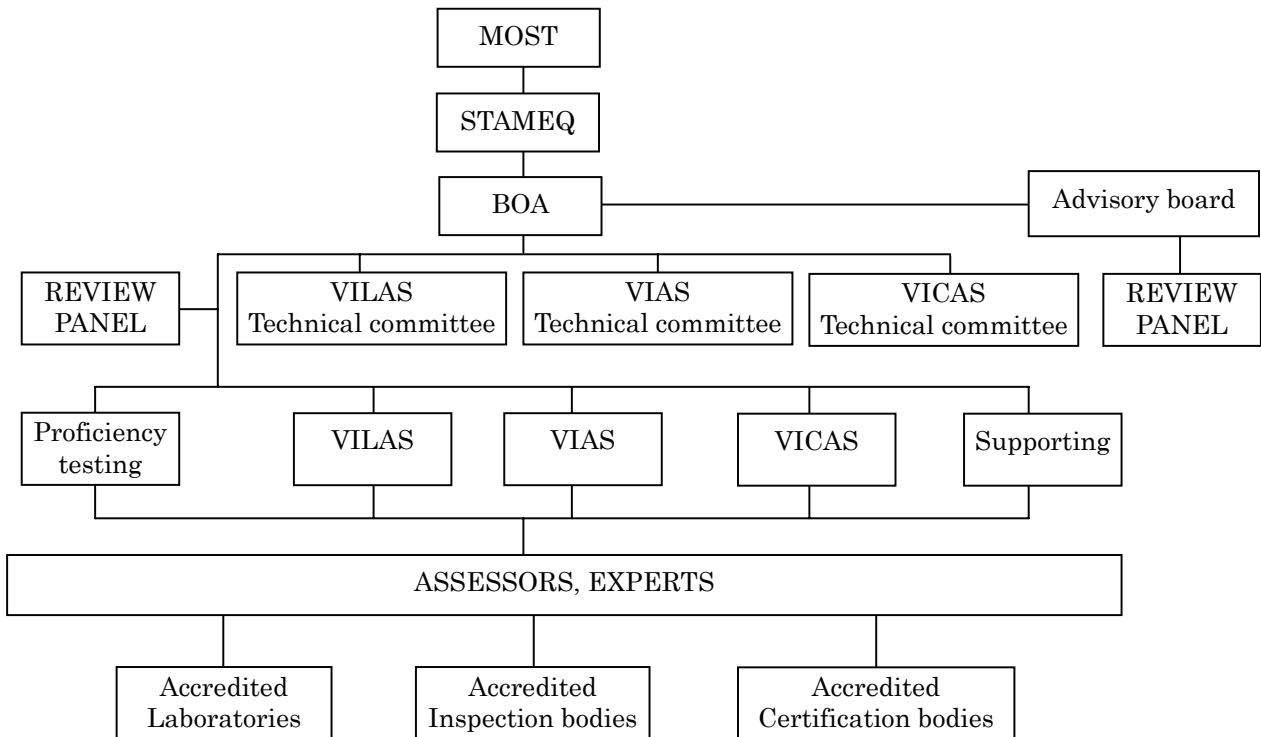 MOST
STAMEQ
BOA
Advisory board
REVIEW
PANEL
VILAS
Technical committee
VIAS
Technical committee
VICAS
Technical committee
REVIEW
PANEL
Proficiency
testing
VILAS
VIAS
VICAS
Supporting
ASSESSORS, EXPERTS
Accredited
Laboratories
Accredited
Inspection bodies
Accredited
Certification bodies